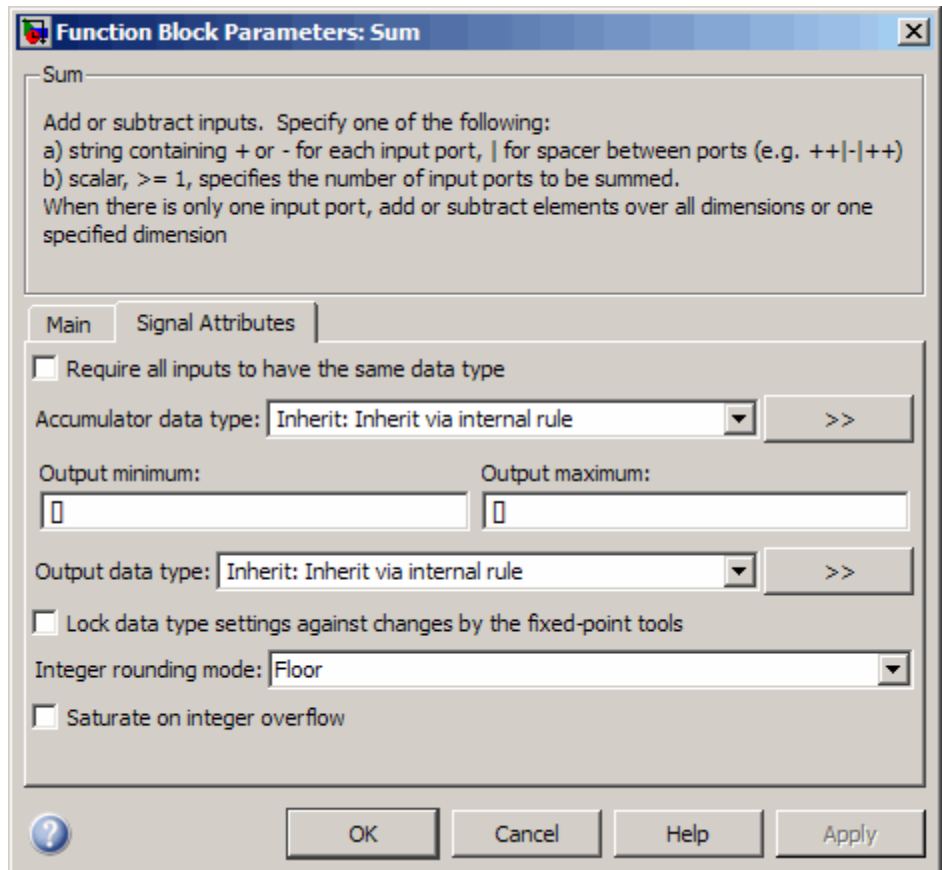 Function Block Parameters: Sum
Sum
Add or subtract inputs.  Specify one of the following:
a) string containing + or - for each input port, | for spacer between ports (e.g. ++|-|++)
b) scalar, >= 1, specifies the number of input ports to be summed.
When there is only one input port, add or subtract elements over all dimensions or one
specified dimension
Main
Signal Attributes
Require all inputs to have the same data type
Accumulator data type: Inherit: Inherit via internal rule >>
Output minimum: Output maximum:
[] []
Output data type: Inherit: Inherit via internal rule >>
Lock data type settings against changes by the fixed-point tools
Integer rounding mode: Floor
Saturate on integer overflow
? OK Cancel Help Apply